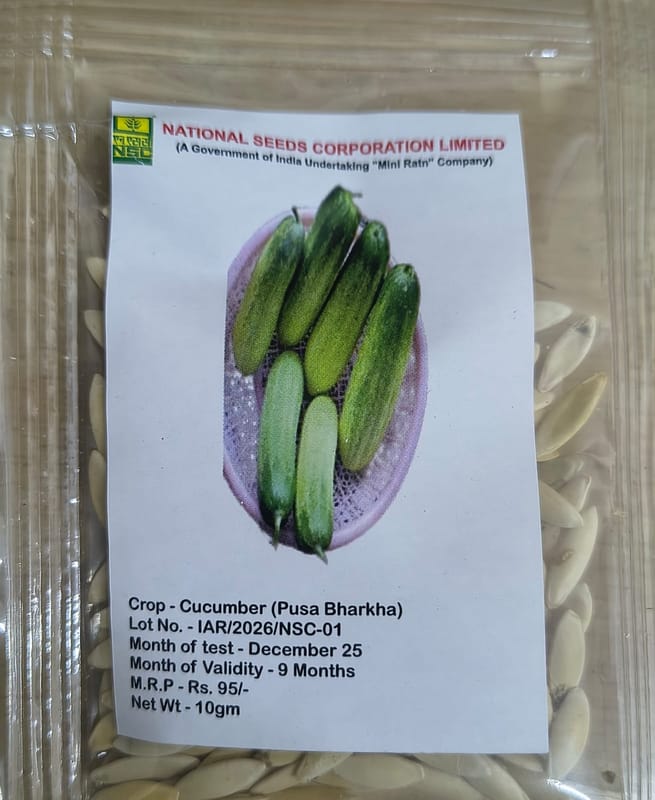 NATIONAL SEEDS CORPORATION LIMITED
(A Government of India Undertaking "Mini Ratn" Company)
NSC
Crop - Cucumber (Pusa Bharkha)
Lot No. - IAR/2026/NSC-01
Month of test - December 25
Month of Validity - 9 Months
M.R.P - Rs. 95/-
Net Wt - 10gm